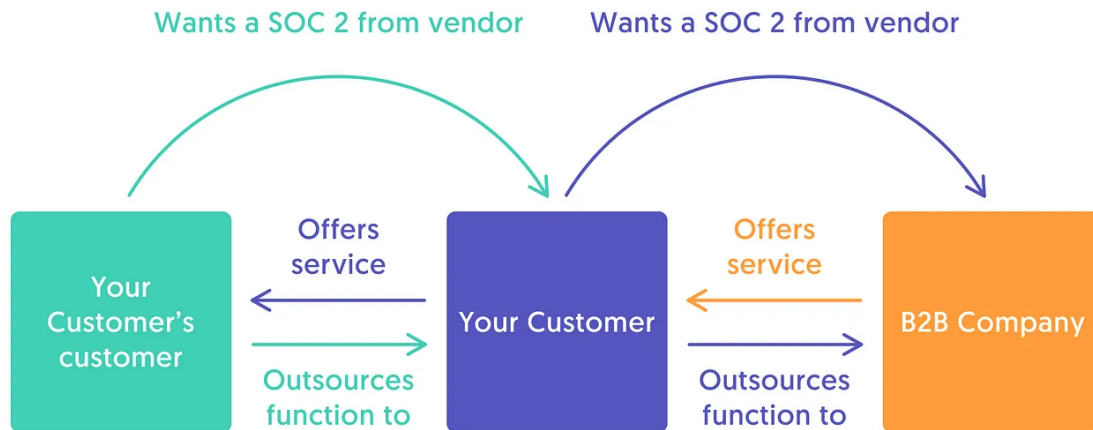 Wants a SOC 2 from vendor
Wants a SOC 2 from vendor
Your
Customer's
customer
Offers
service
Outsources
function to
Your Customer
Offers
service
Outsources
function to
B2B Company